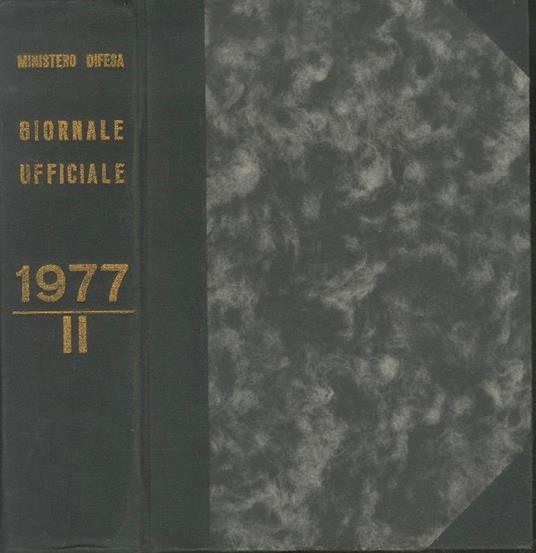 MINISTERO DIFESA
GIORNALE
UFFICIALE
1977
II